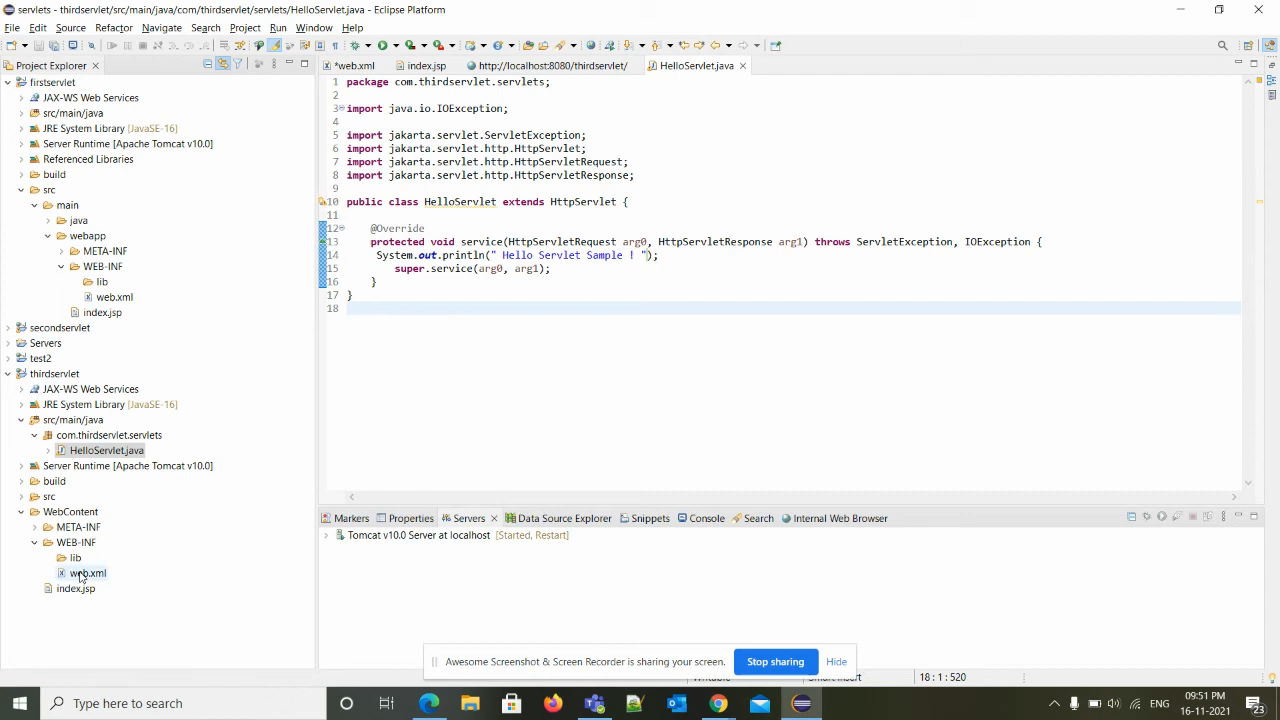 servlets - thirdservlet/src/main/java/com/thirdservlet/servlets/HelloServlet.java - Eclipse Platform
File Edit Source Refactor Navigate Search Project Run Window Help
Project Explorer
firstservlet
JAX-WS Web Services
src/main/java
JRE System Library [JavaSE-16]
Server Runtime [Apache Tomcat v10.0]
Referenced Libraries
build
src
main
java
webapp
META-INF
WEB-INF
lib
web.xml
index.jsp
secondservlet
Servers
test2
thirdservlet
JAX-WS Web Services
JRE System Library [JavaSE-16]
src/main/java
com.thirdservlet.servlets
HelloServlet.java
Server Runtime [Apache Tomcat v10.0]
build
src
WebContent
META-INF
WEB-INF
lib
web.xml
index.jsp
*web.xml index.jsp http://localhost:8080/thirdservlet/ HelloServlet.java
1 package com.thirdservlet.servlets;
2
3 import java.io.IOException;
4
5 import jakarta.servlet.ServletException;
6 import jakarta.servlet.http.HttpServlet;
7 import jakarta.servlet.http.HttpServletRequest;
8 import jakarta.servlet.http.HttpServletResponse;
9
10 public class HelloServlet extends HttpServlet {
11
12 @Override
13 protected void service(HttpServletRequest arg0, HttpServletResponse arg1) throws ServletException, IOException {
14 System.out.println(" Hello Servlet Sample ! ");
15 super.service(arg0, arg1);
16 }
17 }
18
Markers Properties Servers Data Source Explorer Snippets Console Search Internal Web Browser
Tomcat v10.0 Server at localhost [Started, Restart]
Awesome Screenshot & Screen Recorder is sharing your screen. Stop sharing Hide
Writable Smart Insert 18 : 1 : 520
Type here to search
ENG
09:51 PM
16-11-2021
23